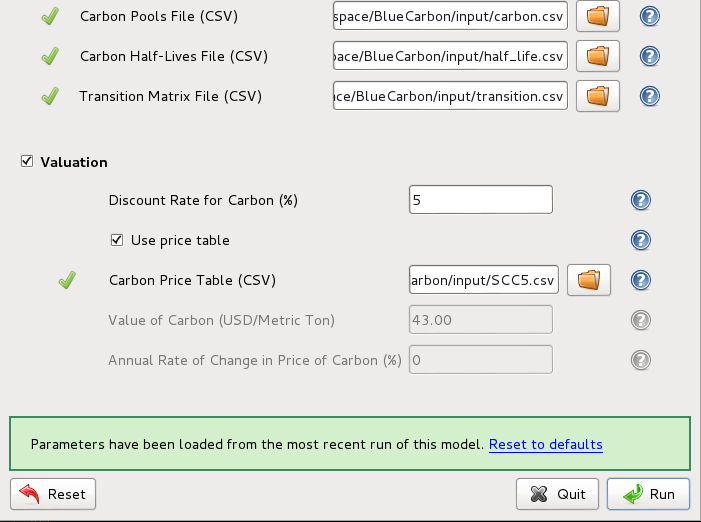 Carbon Pools File (CSV) space/BlueCarbon/input/carbon.csv
Carbon Half-Lives File (CSV) ace/BlueCarbon/input/half_life.csv
Transition Matrix File (CSV) ce/BlueCarbon/input/transition.csv
Valuation
Discount Rate for Carbon (%) 5
Use price table
Carbon Price Table (CSV) arbon/input/SCC5.csv
Value of Carbon (USD/Metric Ton) 43.00
Annual Rate of Change in Price of Carbon (%) 0
Parameters have been loaded from the most recent run of this model. Reset to defaults
Reset Quit Run